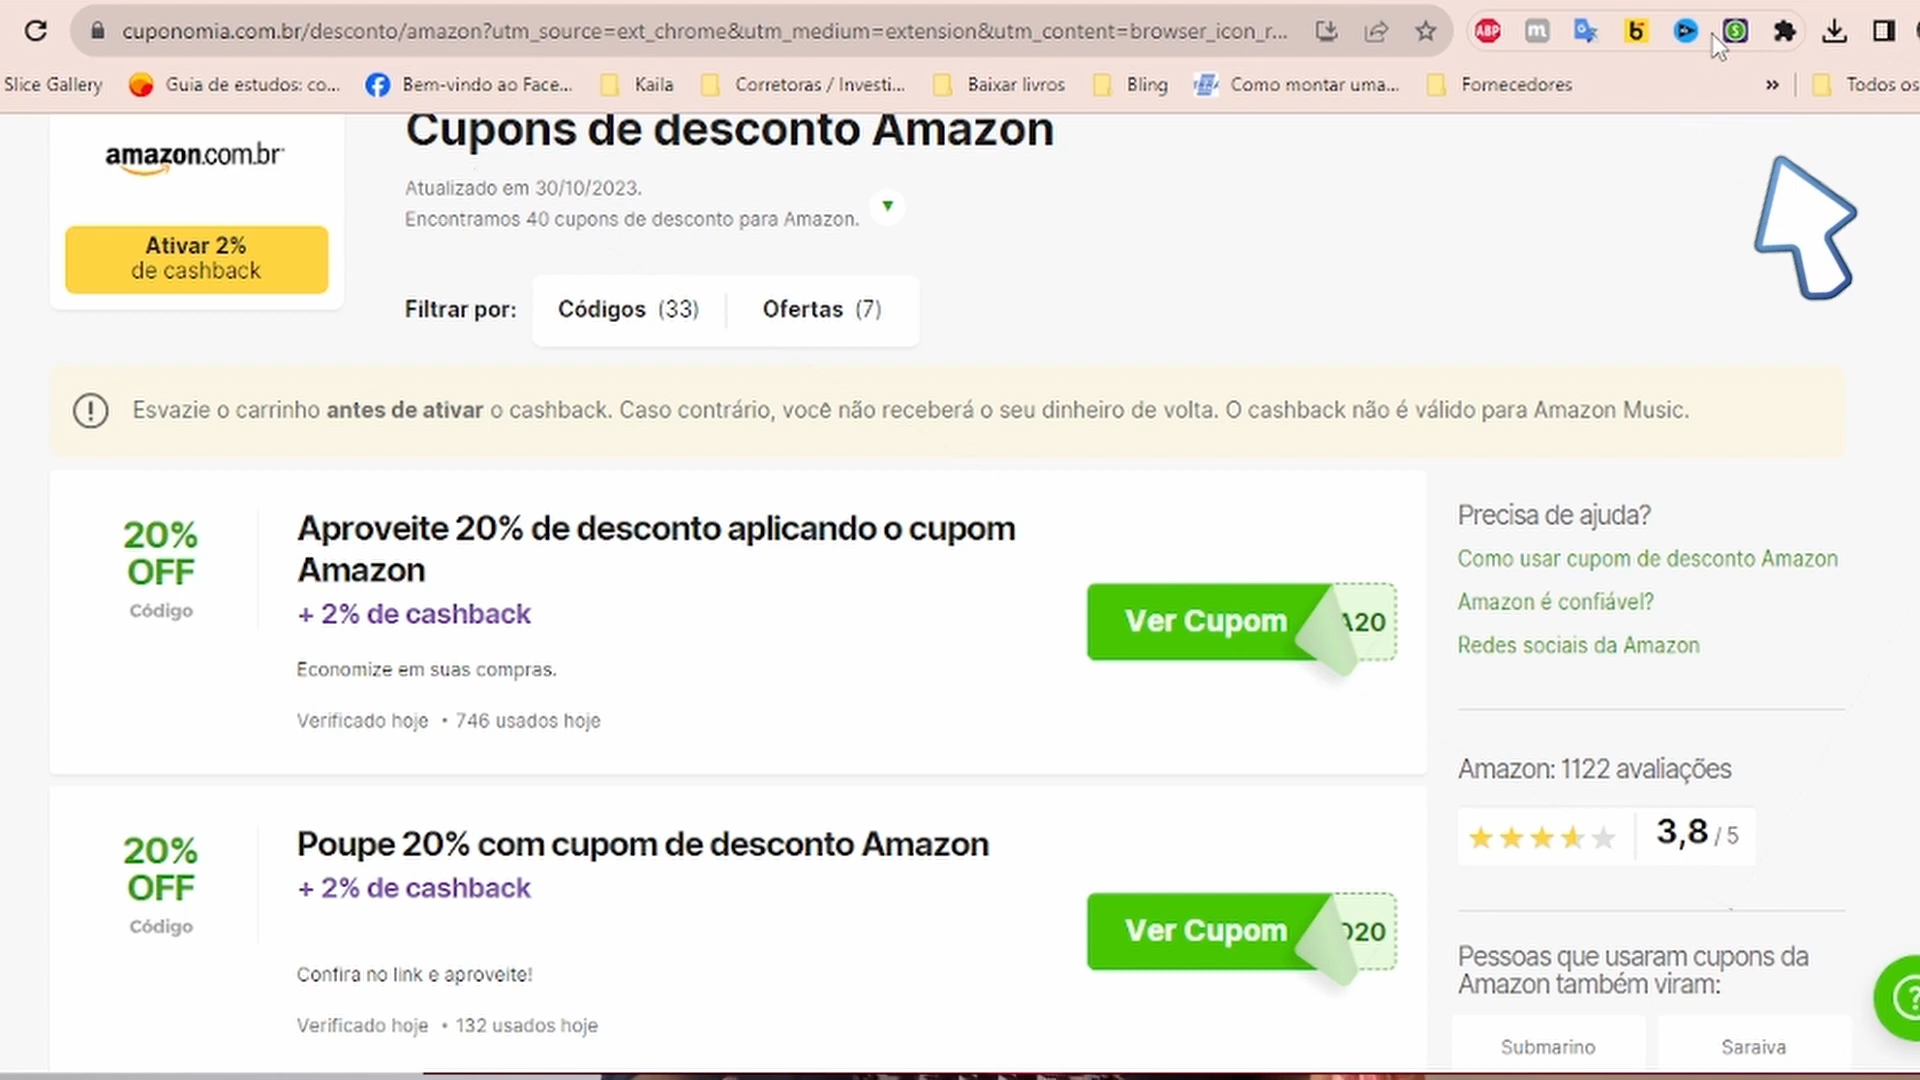 cuponomia.com.br/desconto/amazon?utm_source=ext_chrome&utm_medium=extension&utm_content=browser_icon_r...
ABP
m
b
Slice Gallery
Guia de estudos: co...
Bem-vindo ao Face...
Kaila
Corretoras / Investi...
Baixar livros
Bling
Como montar uma...
Fornecedores
»
Todos os
amazon.com.br
Ativar 2%
de cashback
Cupons de desconto Amazon
Atualizado em 30/10/2023.
Encontramos 40 cupons de desconto para Amazon.
Filtrar por:
Códigos (33)
Ofertas (7)
Esvazie o carrinho antes de ativar o cashback. Caso contrário, você não receberá o seu dinheiro de volta. O cashback não é válido para Amazon Music.
20%
OFF
Código
Aproveite 20% de desconto aplicando o cupom
Amazon
+ 2% de cashback
Economize em suas compras.
Verificado hoje • 746 usados hoje
Ver Cupom
A20
20%
OFF
Código
Poupe 20% com cupom de desconto Amazon
+ 2% de cashback
Confira no link e aproveite!
Verificado hoje • 132 usados hoje
Ver Cupom
O20
Precisa de ajuda?
Como usar cupom de desconto Amazon
Amazon é confiável?
Redes sociais da Amazon
Amazon: 1122 avaliações
3,8 / 5
Pessoas que usaram cupons da
Amazon também viram:
Submarino
Saraiva